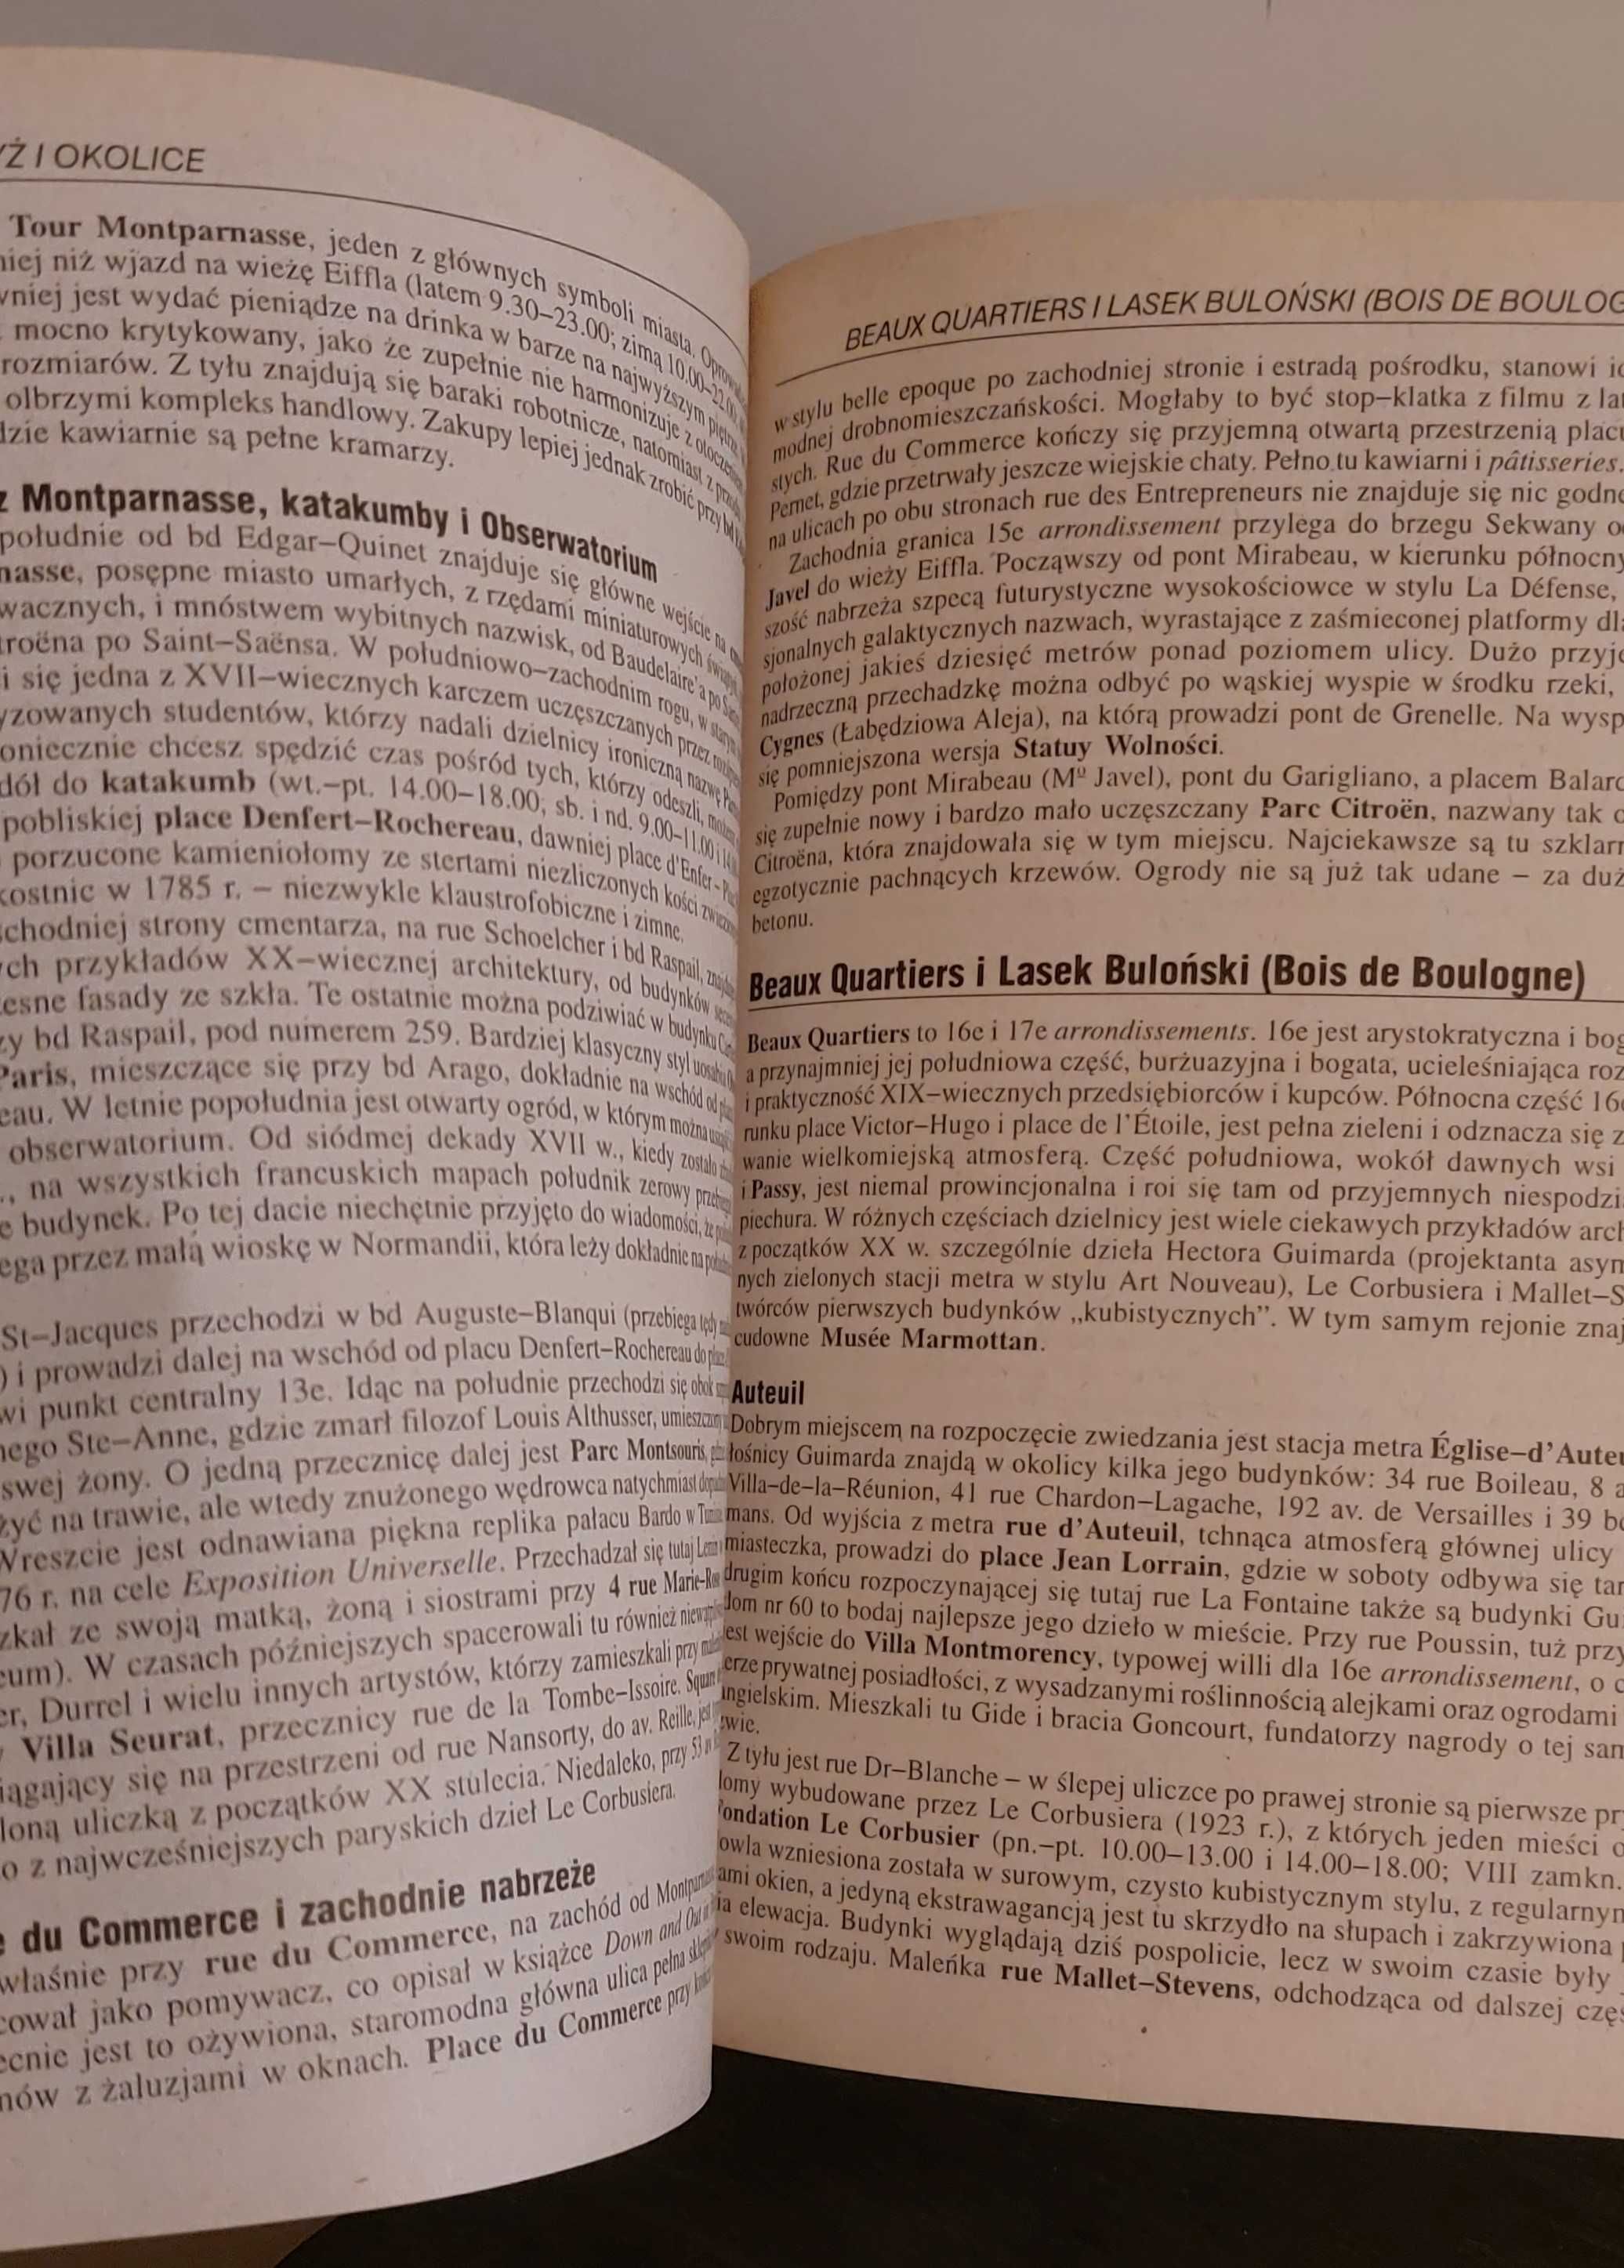 I OKOLICE
Tour Montparnasse, jeden z głównych symboli miasta.
niż wjazd na wieżę Eiffla (latem 9.30–23.00; zimą 10.00–22.00
jest wydać pieniądze na drinka w barze na najwyższym piętrze.
mocno krytykowany, jako że zupełnie nie harmonizuje z otoczeniem
rozmiarów. Z tyłu znajdują się baraki robotnicze, natomiast z przodu
olbrzymi kompleks handlowy. Zakupy lepiej jednak zrobić przy bd
kawiarnie są pełne kramarzy.
Montparnasse, katakumby i Obserwatorium
południe od bd Edgar–Quinet znajduje się główne wejście na
posępne miasto umarłych, z rzędami miniaturowych
i mnóstwem wybitnych nazwisk, od Baudelaire'a po
po Saint–Saënsa. W południowo–zachodnim rogu, w starym
się jedna z XVII–wiecznych karczem uczęszczanych przez
studentów, którzy nadali dzielnicy ironiczną nazwę
chcesz spędzić czas pośród tych, którzy odeszli,
do katakumb (wt.–pt. 14.00–18.00, sb. i nd. 9.00–11.00 i
pobliskiej place Denfert–Rochereau, dawniej place d'Enfer –
porzucone kamieniołomy ze stertami niezliczonych kości
w 1785 r. – niezwykle klaustrofobiczne i zimne.
strony cmentarza, na rue Schoelcher i bd Raspail,
przykładów XX–wiecznej architektury, od budynków
fasady ze szkła. Te ostatnie można podziwiać w budynku
bd Raspail, pod numerem 259. Bardziej klasyczny styl
Paris, mieszczące się przy bd Arago, dokładnie na wschód od
W letnie popołudnia jest otwarty ogród, w którym można
obserwatorium. Od siódmej dekady XVII w., kiedy zostało
na wszystkich francuskich mapach południk zerowy
budynek. Po tej dacie niechętnie przyjęto do wiadomości, że
przez małą wioskę w Normandii, która leży dokładnie na
St–Jacques przechodzi w bd Auguste–Blanqui (przebiega tędy
) i prowadzi dalej na wschód od placu Denfert–Rochereau do
punkt centralny 13e. Idąc na południe przechodzi się obok
Ste–Anne, gdzie zmarł filozof Louis Althusser,
swej żony. O jedną przecznicę dalej jest Parc Montsouris,
na trawie, ale wtedy znużonego wędrowca natychmiast
Wreszcie jest odnawiana piękna replika pałacu Bardo w
76 r. na cele Exposition Universelle. Przechadzał się tutaj
ze swoją matką, żoną i siostrami przy 4 rue Marie–
W czasach późniejszych spacerowali tu również
Durrel i wielu innych artystów, którzy zamieszkali przy
Villa Seurat, przecznicy rue de la Tombe–Issoire. Square
się na przestrzeni od rue Nansorty, do av. Reille, jest
uliczką z początków XX stulecia. Niedaleko, przy 53
z najwcześniejszych paryskich dzieł Le Corbusiera.
du Commerce i zachodnie nabrzeże
właśnie przy rue du Commerce, na zachód od
jako pomywacz, co opisał w książce Down and Out
jest to ożywiona, staromodna główna ulica pełna
z żaluzjami w oknach. Place du Commerce przy
BEAUX QUARTIERS I LASEK BULOŃSKI (BOIS DE
w stylu belle epoque po zachodniej stronie i estradą pośrodku, stanowi
modnej drobnomieszczańskości. Mogłaby to być stop–klatka z filmu z
stych. Rue du Commerce kończy się przyjemną otwartą przestrzenią
Pernet, gdzie przetrwały jeszcze wiejskie chaty. Pełno tu kawiarni i pâtisseries.
na ulicach po obu stronach rue des Entrepreneurs nie znajduje się nic
Zachodnia granica 15e arrondissement przylega do brzegu Sekwany
Javel do wieży Eiffla. Począwszy od pont Mirabeau, w kierunku
szość nabrzeża szpecą futurystyczne wysokościowce w stylu La Défense,
sjonalnych galaktycznych nazwach, wyrastające z zaśmieconej platformy
położonej jakieś dziesięć metrów ponad poziomem ulicy. Dużo
nadrzeczną przechadzkę można odbyć po wąskiej wyspie w środku rzeki,
Cygnes (Łabędziowa Aleja), na którą prowadzi pont de Grenelle. Na
się pomniejszona wersja Statuy Wolności.
Pomiędzy pont Mirabeau (Mº Javel), pont du Garigliano, a placem
się zupełnie nowy i bardzo mało uczęszczany Parc Citroën, nazwany tak
Citroëna, która znajdowała się w tym miejscu. Najciekawsze są tu
egzotycznie pachnących krzewów. Ogrody nie są już tak udane – za
betonu.
Beaux Quartiers i Lasek Buloński (Bois de Boulogne)
Beaux Quartiers to 16e i 17e arrondissements. 16e jest arystokratyczna i
a przynajmniej jej południowa część, burżuazyjna i bogata, ucieleśniająca
i praktyczność XIX–wiecznych przedsiębiorców i kupców. Północna część
runku place Victor–Hugo i place de l'Étoile, jest pełna zieleni i odznacza się
wanie wielkomiejską atmosferą. Część południowa, wokół dawnych wsi
i Passy, jest niemal prowincjonalna i roi się tam od przyjemnych
piechura. W różnych częściach dzielnicy jest wiele ciekawych przykładów
z początków XX w. szczególnie dzieła Hectora Guimarda (projektanta
nych zielonych stacji metra w stylu Art Nouveau), Le Corbusiera i
twórców pierwszych budynków „kubistycznych". W tym samym rejonie
cudowne Musée Marmottan.
Auteuil
Dobrym miejscem na rozpoczęcie zwiedzania jest stacja metra
łośnicy Guimarda znajdą w okolicy kilka jego budynków: 34 rue Boileau, 8
Villa–de–la–Réunion, 41 rue Chardon–Lagache, 192 av. de Versailles i 39
mans. Od wyjścia z metra rue d'Auteuil, tchnąca atmosferą głównej ulicy
miasteczka, prowadzi do place Jean Lorrain, gdzie w soboty odbywa się
drugim końcu rozpoczynającej się tutaj rue La Fontaine także są budynki
dom nr 60 to bodaj najlepsze jego dzieło w mieście. Przy rue Poussin, tuż
jest wejście do Villa Montmorency, typowej willi dla 16e arrondissement, o
prywatnej posiadłości, z wysadzanymi roślinnością alejkami oraz ogrodami
angielskim. Mieszkali tu Gide i bracia Goncourt, fundatorzy nagrody o tej
zwie.
Z tyłu jest rue Dr–Blanche – w ślepej uliczce po prawej stronie są pierwsze
domy wybudowane przez Le Corbusiera (1923 r.), z których jeden mieści
Fondation Le Corbusier (pn.–pt. 10.00–13.00 i 14.00–18.00; VIII zamkn.
wzniesiona została w surowym, czysto kubistycznym stylu, z
okien, a jedyną ekstrawagancją jest tu skrzydło na słupach i zakrzywiona
elewacja. Budynki wyglądają dziś pospolicie, lecz w swoim czasie były
swoim rodzaju. Maleńka rue Mallet–Stevens, odchodząca od dalszej